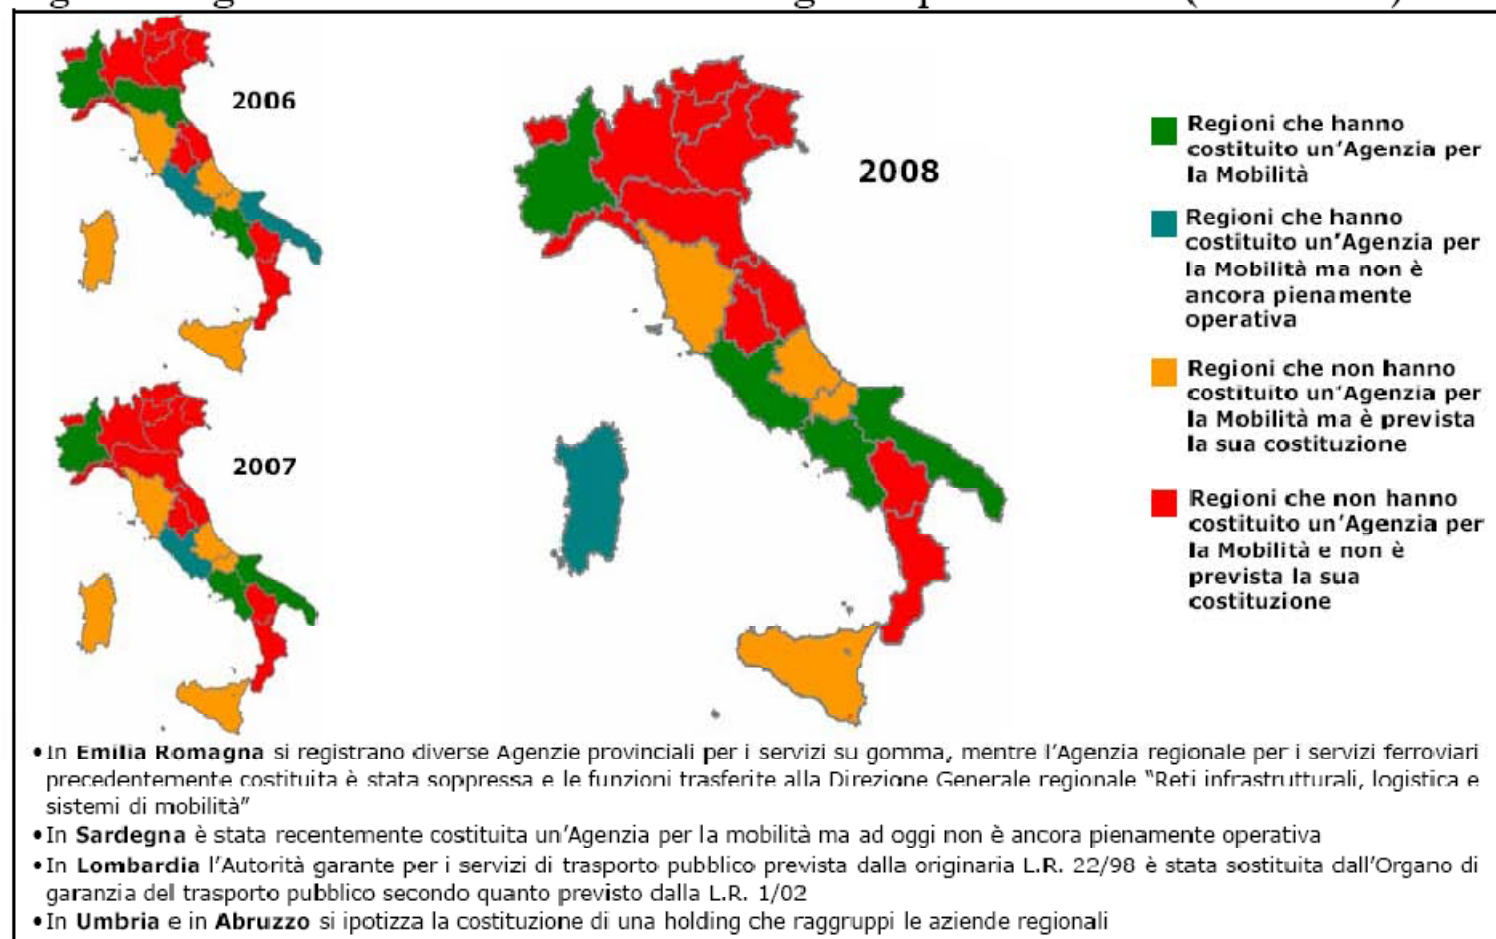 2006
2008
2007
Regioni che hanno
costituito un'Agenzia per
la Mobilità
Regioni che hanno
costituito un'Agenzia per
la Mobilità ma non è
ancora pienamente
operativa
Regioni che non hanno
costituito un'Agenzia per
la Mobilità ma è prevista
la sua costituzione
Regioni che non hanno
costituito un'Agenzia per
la Mobilità e non è
prevista la sua
costituzione
•In Emilia Romagna si registrano diverse Agenzie provinciali per i servizi su gomma, mentre l'Agenzia regionale per i servizi ferroviari
precedentemente costituita è stata soppressa e le funzioni trasferite alla Direzione Generale regionale "Reti infrastrutturali, logistica e
sistemi di mobilità"
•In Sardegna è stata recentemente costituita un'Agenzia per la mobilità ma ad oggi non è ancora pienamente operativa
•In Lombardia l'Autorità garante per i servizi di trasporto pubblico prevista dalla originaria L.R. 22/98 è stata sostituita dall'Organo di
garanzia del trasporto pubblico secondo quanto previsto dalla L.R. 1/02
•In Umbria e in Abruzzo si ipotizza la costituzione di una holding che raggruppi le aziende regionali